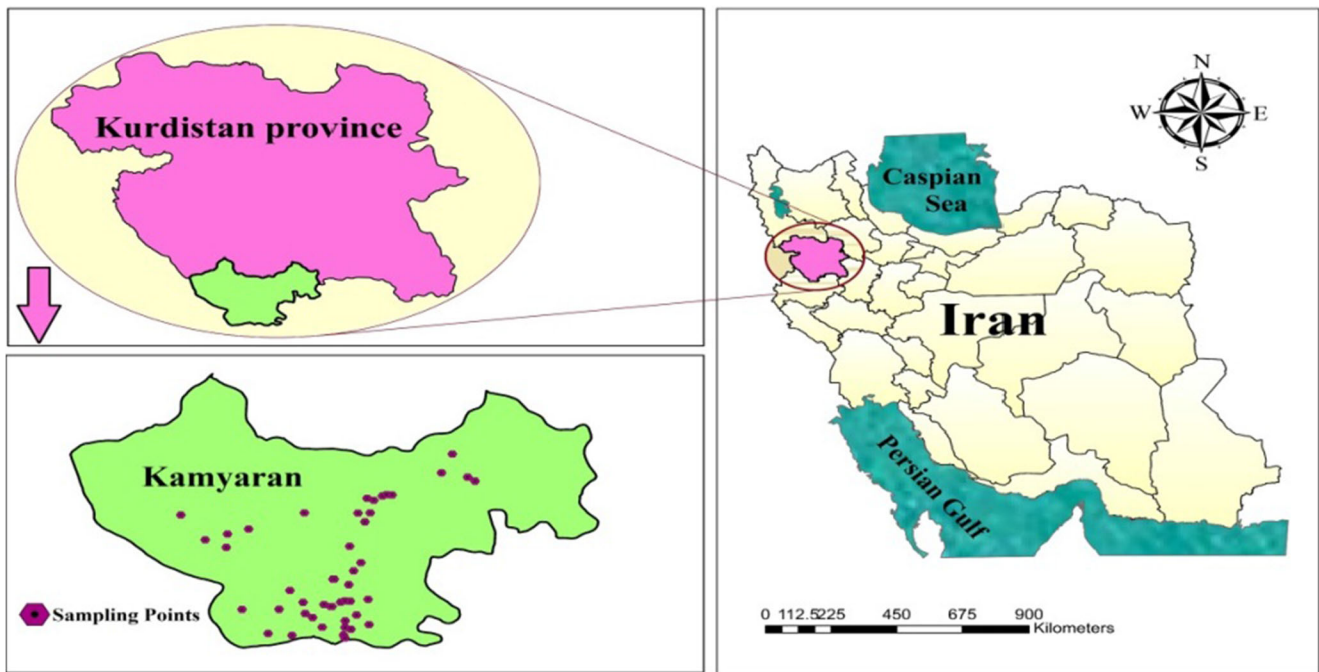 Kurdistan province
Kamyaran
Sampling Points
N
W E
S
Caspian
Sea
Iran
Persian Gulf
0 112.5 225 450 675 900
Kilometers